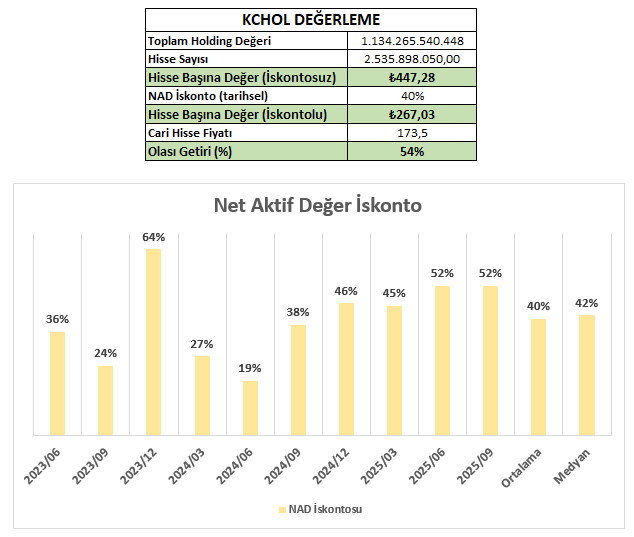 KCHOL DEĞERLEME
Toplam Holding Değeri 1.134.265.540.448
Hisse Sayısı 2.535.898.050,00
Hisse Başına Değer (İskontosuz) ₺447,28
NAD İskonto (tarihsel) 40%
Hisse Başına Değer (İskontolu) ₺267,03
Cari Hisse Fiyatı 173,5
Olası Getiri (%) 54%
Net Aktif Değer İskonto
36% 24% 64% 27% 19% 38% 46% 45% 52% 52% 40% 42%
2023/06 2023/09 2023/12 2024/03 2024/06 2024/09 2024/12 2025/03 2025/06 2025/09 Ortalama Medyan
NAD İskontosu